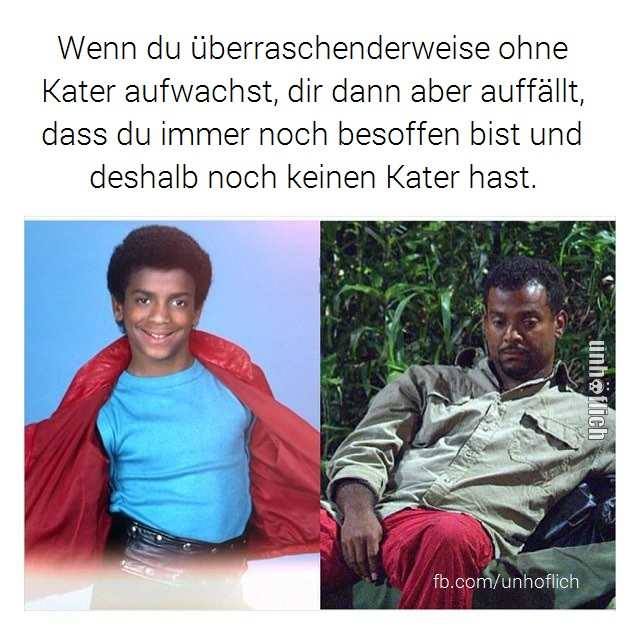 Wenn du überraschenderweise ohne
Kater aufwachst, dir dann aber auffällt,
dass du immer noch besoffen bist und
deshalb noch keinen Kater hast.
unhöflich
fb.com/unhoflich